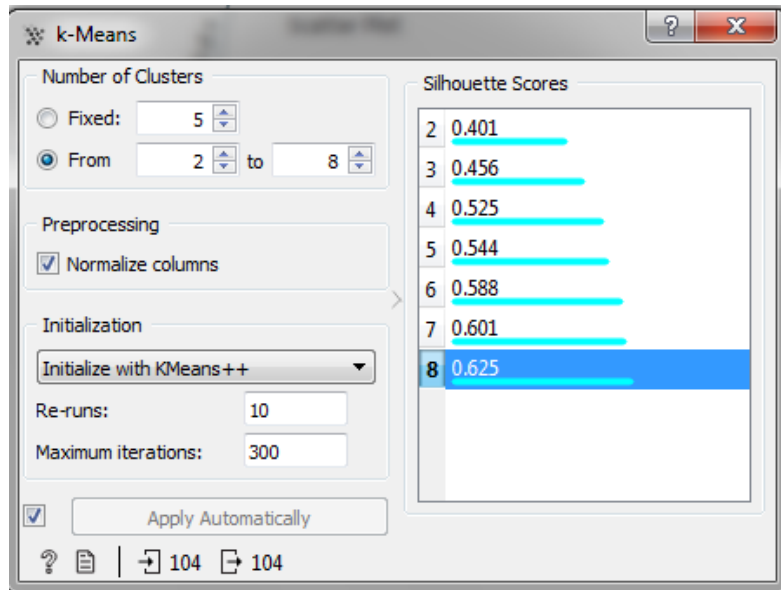 k-Means
Number of Clusters
Fixed: 5
From 2 to 8
Preprocessing
Normalize columns
Initialization
Initialize with KMeans++
Re-runs: 10
Maximum iterations: 300
Apply Automatically
? 104 104
Silhouette Scores
2 0.401
3 0.456
4 0.525
5 0.544
6 0.588
7 0.601
8 0.625